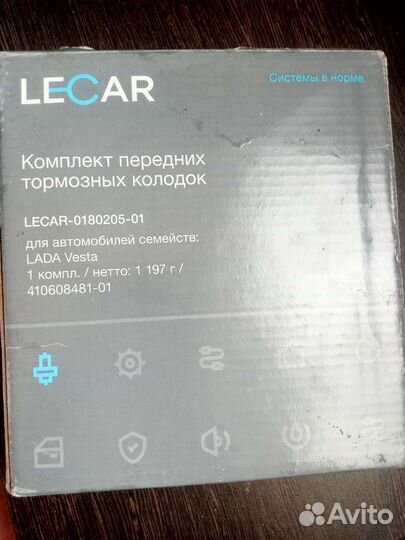 LECAR
Системы в норме
Комплект передних
тормозных колодок
LECAR-0180205-01
для автомобилей семейств:
LADA Vesta
1 компл. / нетто: 1 197 г /
410608481-01
Avito